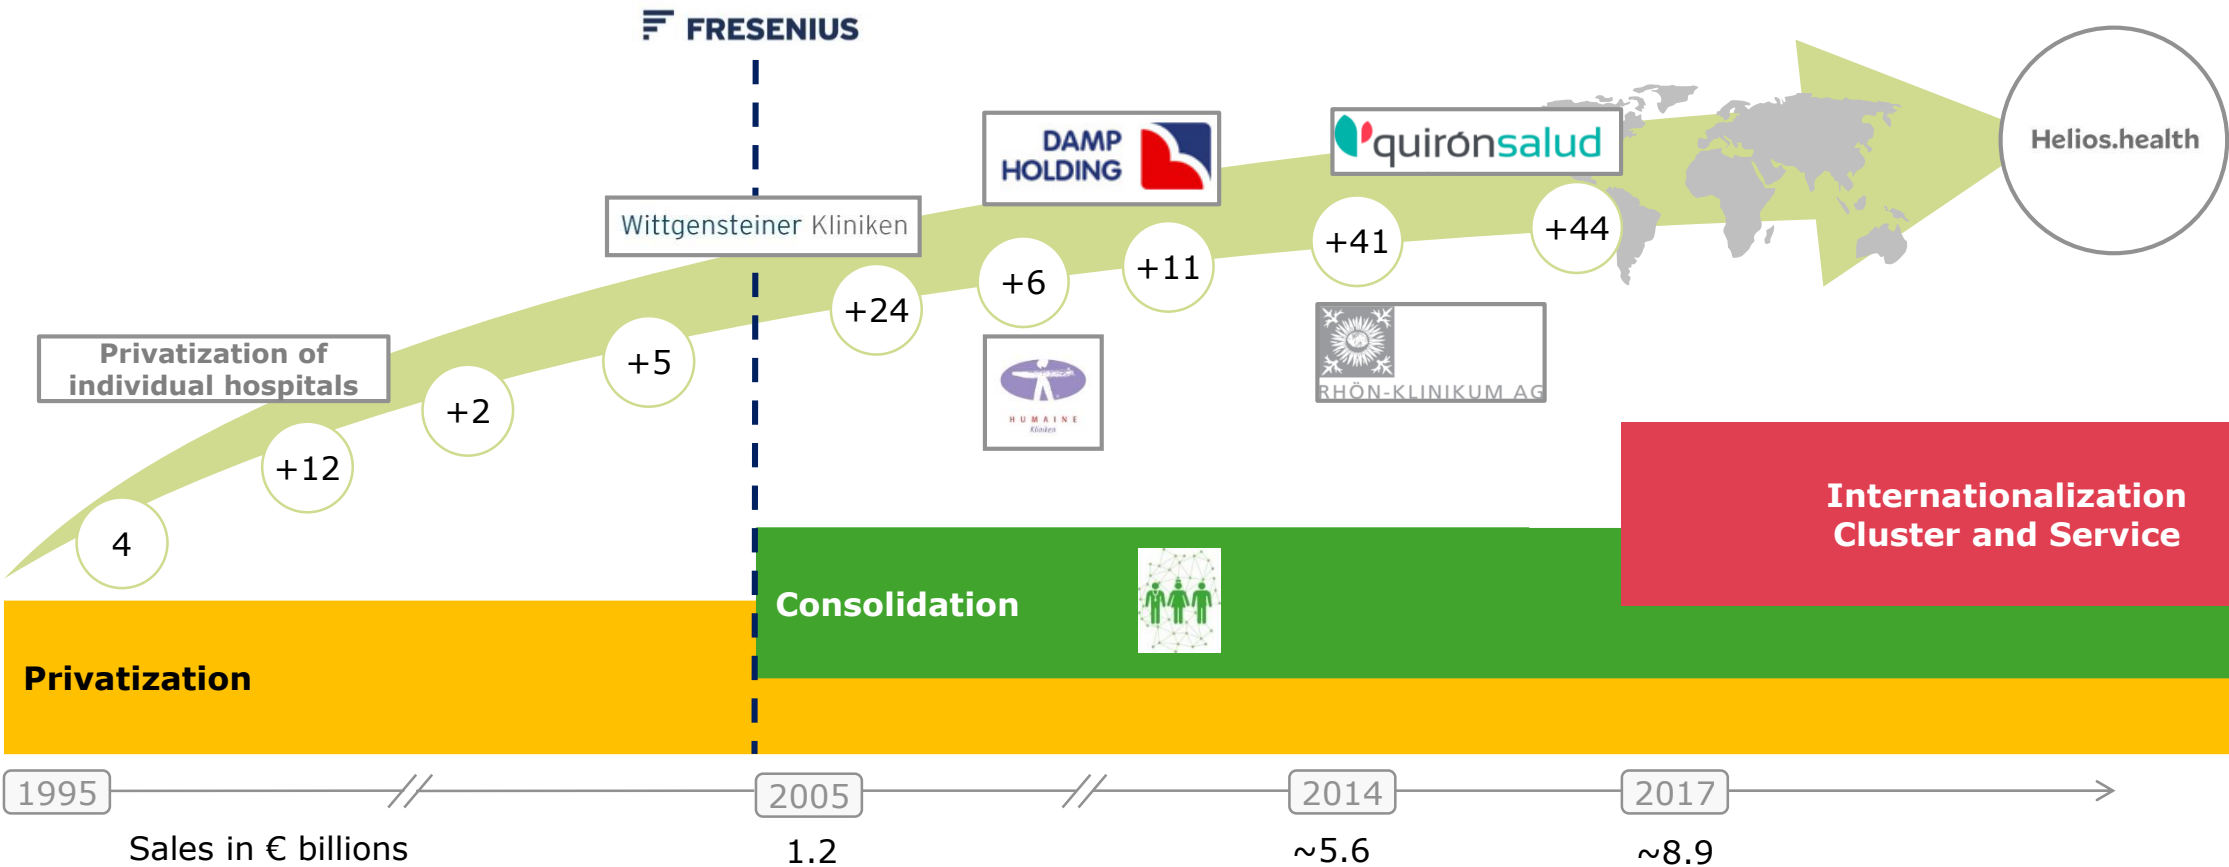 FRESENIUS
DAMP
HOLDING
quirónsalud
Helios.health
Wittgensteiner Kliniken
+44
+41
+11
+6
+24
+5
Privatization of
individual hospitals
+2
+12
4
HUMAINE
Kliniken
RHÖN-KLINIKUM AG
Internationalization
Cluster and Service
Consolidation
Privatization
1995
2005
2014
2017
Sales in € billions
1.2
~5.6
~8.9